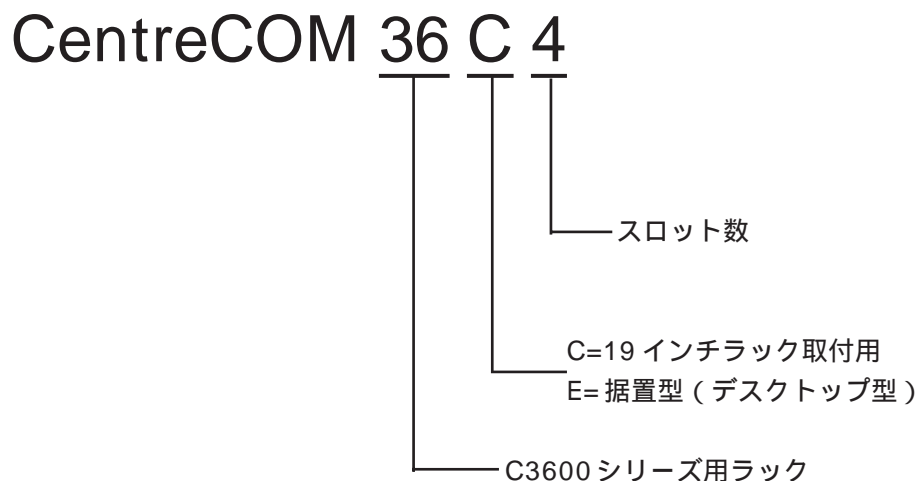 CentreCOM 36 C 4
スロット数
C=19 インチラック取付用
E= 据置型 ( デスクトップ型 )
C3600 シリーズ用ラック